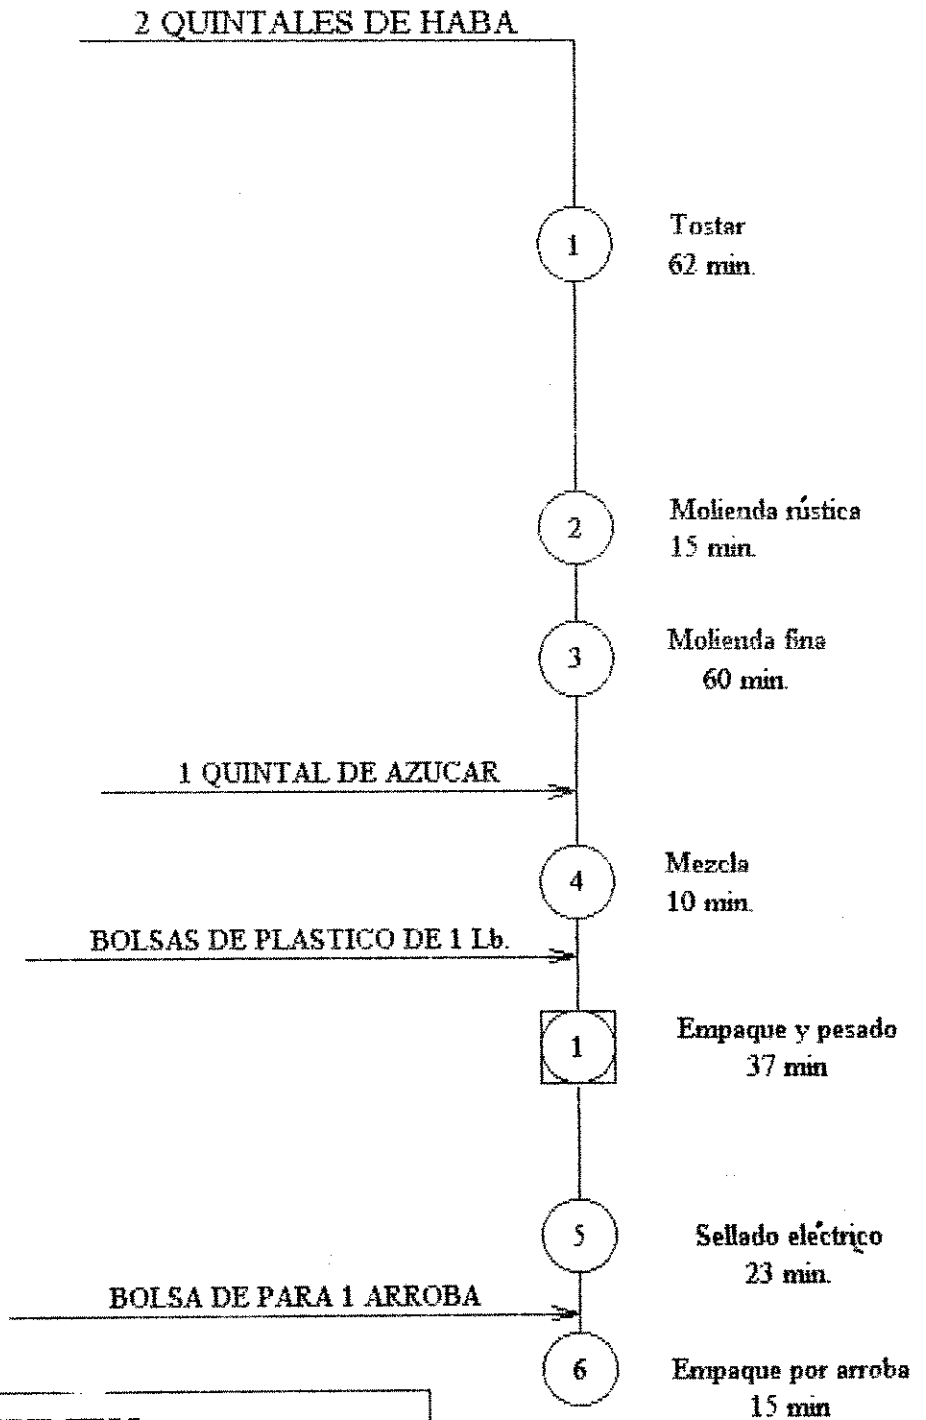 2 QUINTALES DE HABA
1
Tostar
62 min.
2
Molienda rústica
15 min.
3
Molienda fina
60 min.
1 QUINTAL DE AZUCAR
4
Mezcla
10 min.
BOLSAS DE PLASTICO DE 1 Lb.
1
Empaque y pesado
37 min
5
Sellado eléctrico
23 min.
BOLSA DE PARA 1 ARROBA
6
Empaque por arroba
15 min